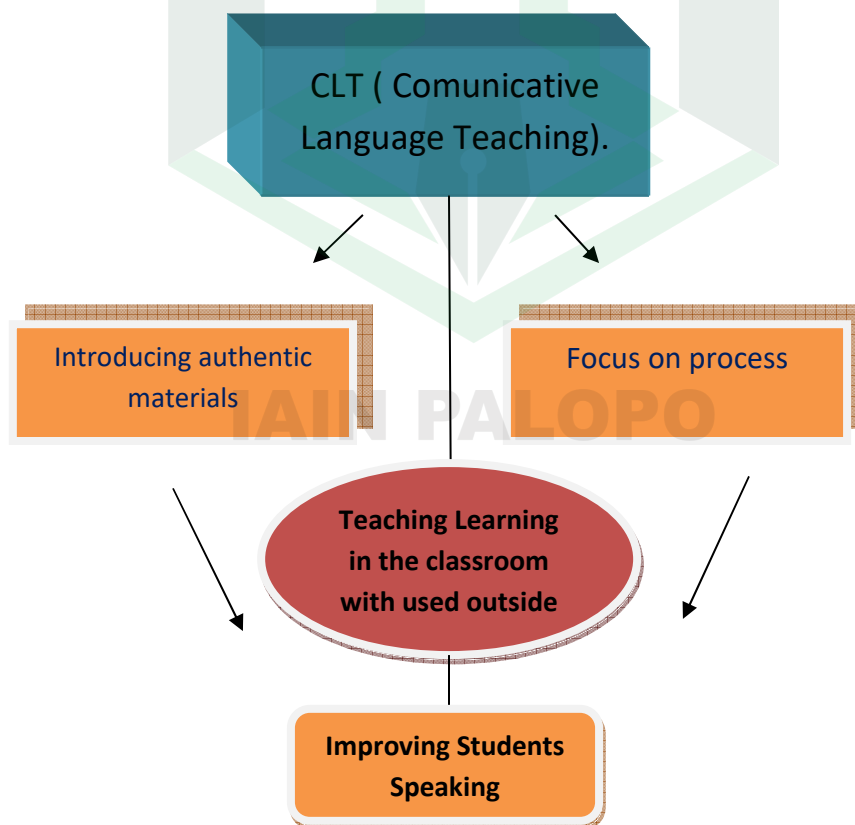 CLT ( Comunicative
Language Teaching).
Introducing authentic
materials
Focus on process
IAIN PALOPO
Teaching Learning
in the classroom
with used outside
Improving Students
Speaking